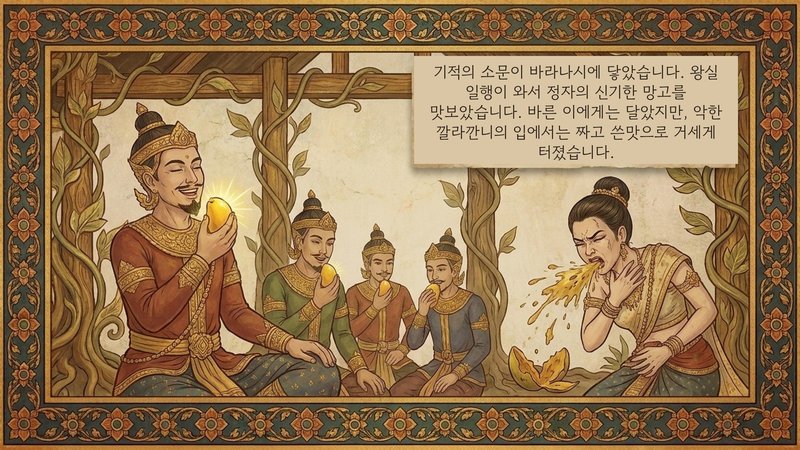 기적의 소문이 바라나시에 닿았습니다. 왕실
일행이 와서 정자의 신기한 망고를
맛보았습니다. 바른 이에게는 달았지만, 악한
깔라깐니의 입에서는 짜고 쓴맛으로 거세게
터졌습니다.